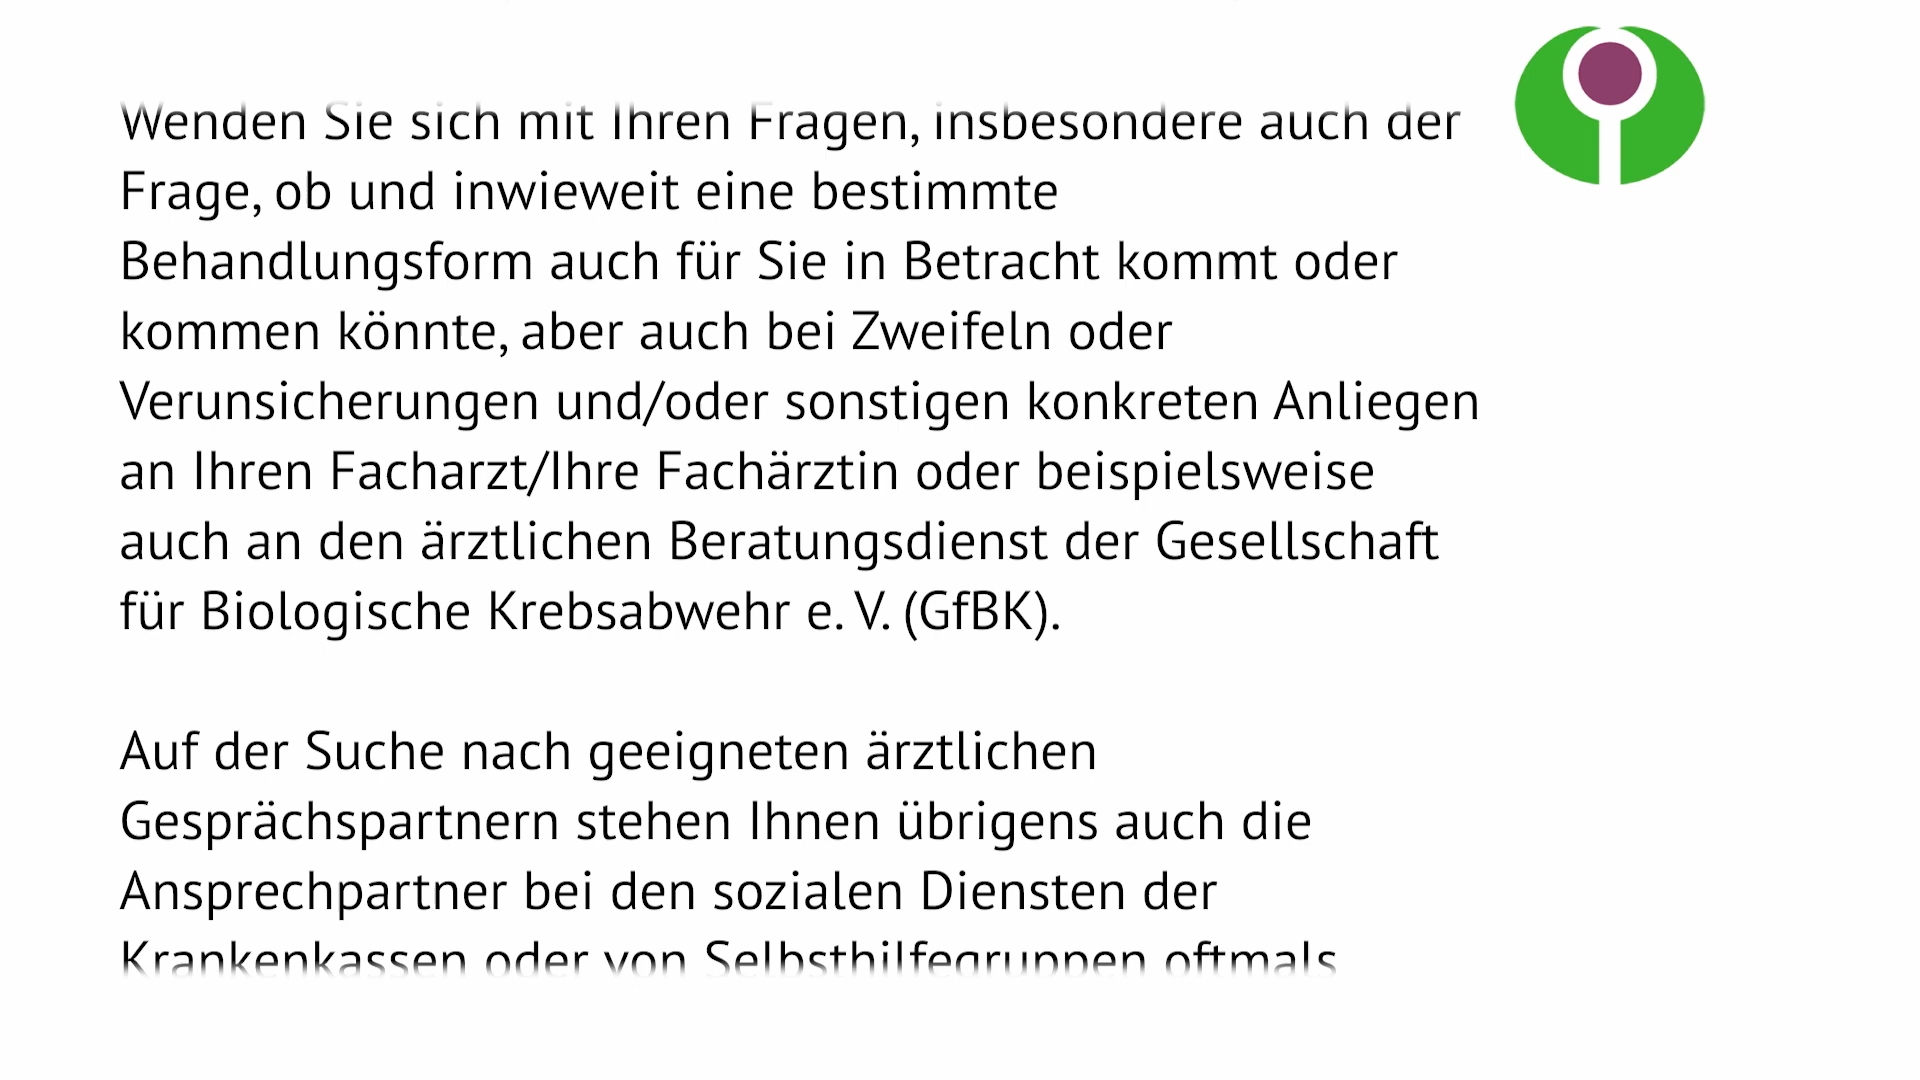 Wenden Sie sich mit Ihren Fragen, insbesondere auch der
Frage, ob und inwieweit eine bestimmte
Behandlungsform auch für Sie in Betracht kommt oder
kommen könnte, aber auch bei Zweifeln oder
Verunsicherungen und/oder sonstigen konkreten Anliegen
an Ihren Facharzt/Ihre Fachärztin oder beispielsweise
auch an den ärztlichen Beratungsdienst der Gesellschaft
für Biologische Krebsabwehr e. V. (GfBK).
Auf der Suche nach geeigneten ärztlichen
Gesprächspartnern stehen Ihnen übrigens auch die
Ansprechpartner bei den sozialen Diensten der
Krankenkassen oder von Selbsthilfegruppen oftmals